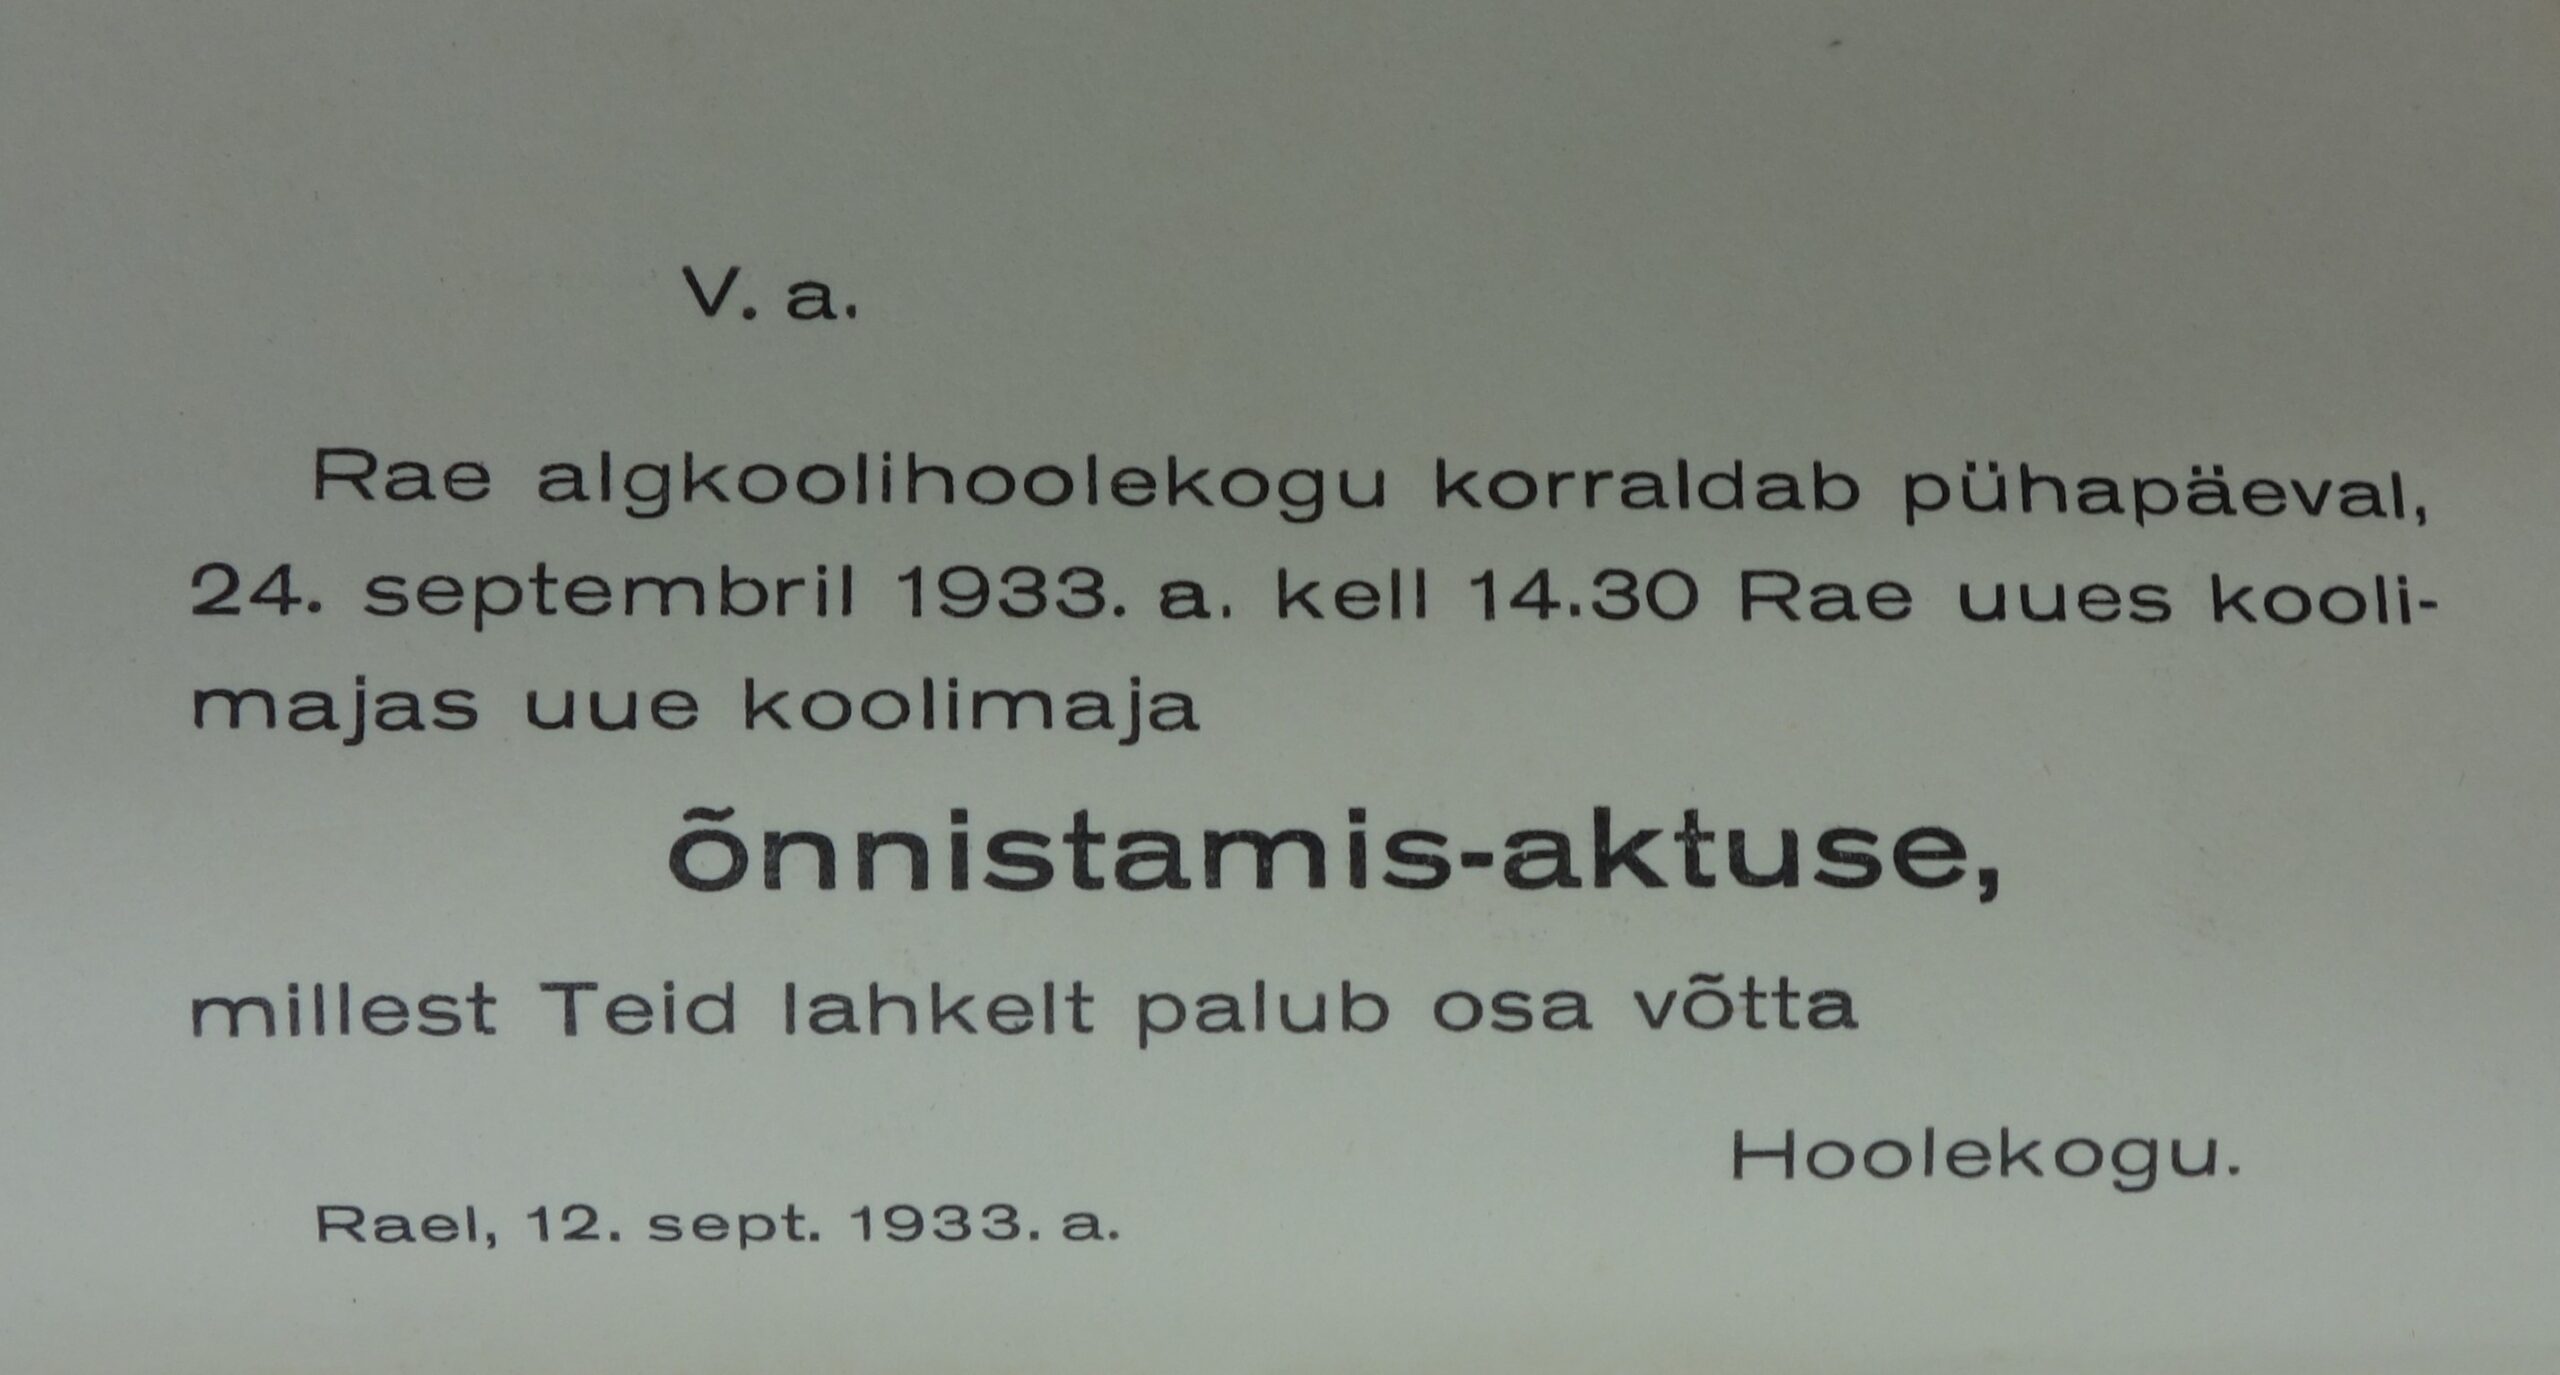 V. a.
Rae algkoolihoolekogu korraldab pühapäeval,
24. septembril 1933. a. kell 14.30 Rae uues kooli-
majas uue koolimaja
õnnistamis-aktuse,
millest Teid lahkelt palub osa võtta
Hoolekogu.
Rael, 12. sept. 1933. a.